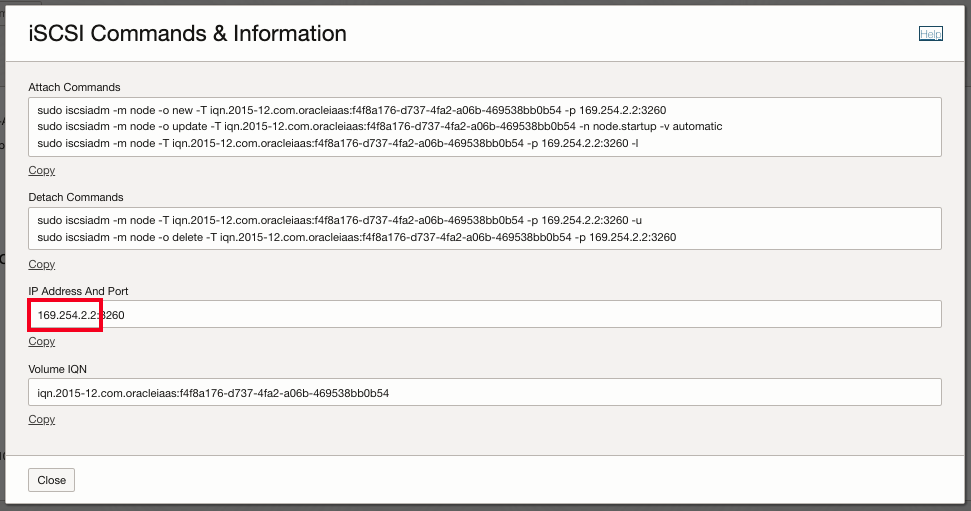 iSCSI Commands & Information
Help
Attach Commands
sudo iscsiadm -m node -o new -T iqn.2015-12.com.oracleiaas:f4f8a176-d737-4fa2-a06b-469538bb0b54 -p 169.254.2.2:3260
sudo iscsiadm -m node -o update -T iqn.2015-12.com.oracleiaas:f4f8a176-d737-4fa2-a06b-469538bb0b54 -n node.startup -v automatic
sudo iscsiadm -m node -T iqn.2015-12.com.oracleiaas:f4f8a176-d737-4fa2-a06b-469538bb0b54 -p 169.254.2.2:3260 -l
Copy
Detach Commands
sudo iscsiadm -m node -T iqn.2015-12.com.oracleiaas:f4f8a176-d737-4fa2-a06b-469538bb0b54 -p 169.254.2.2:3260 -u
sudo iscsiadm -m node -o delete -T iqn.2015-12.com.oracleiaas:f4f8a176-d737-4fa2-a06b-469538bb0b54 -p 169.254.2.2:3260
Copy
IP Address And Port
169.254.2.2:3260
Copy
Volume IQN
iqn.2015-12.com.oracleiaas:f4f8a176-d737-4fa2-a06b-469538bb0b54
Copy
Close